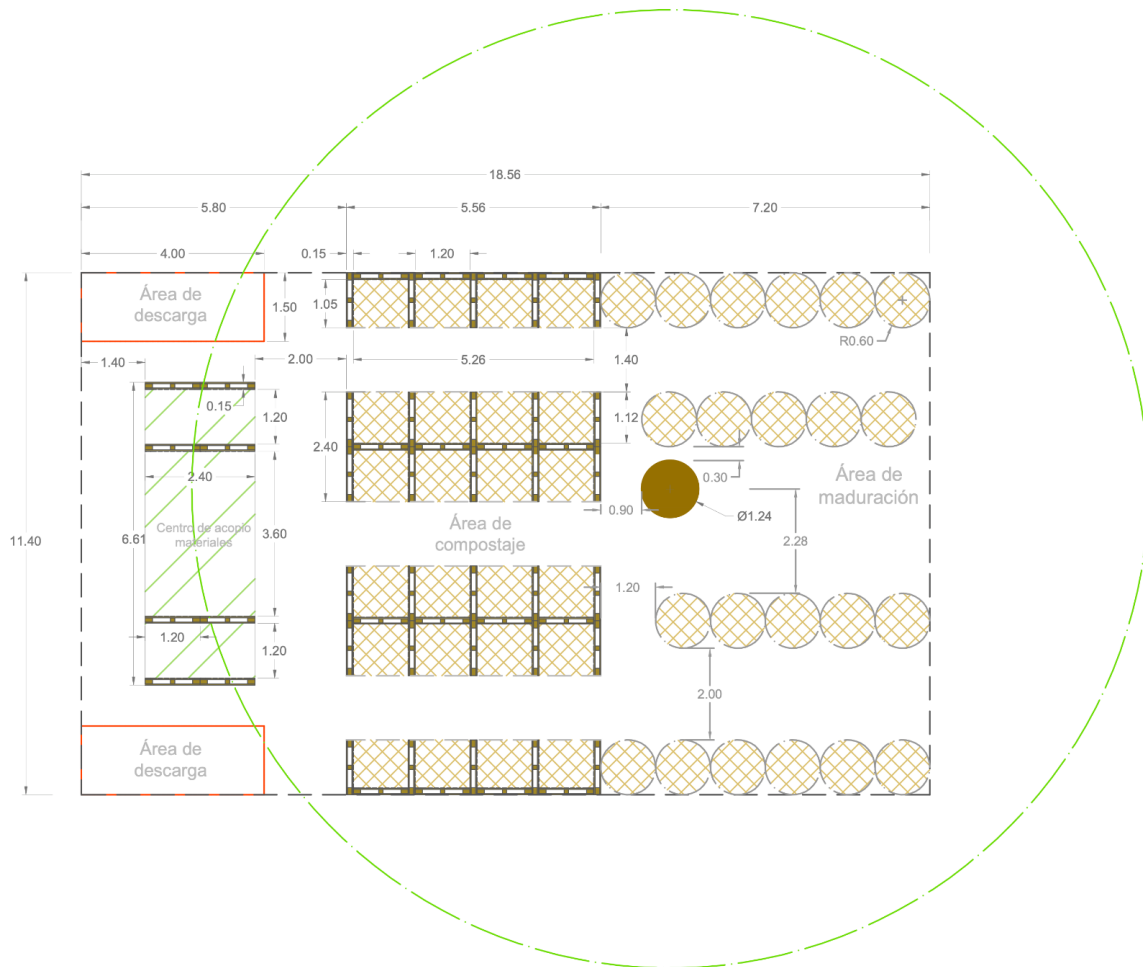 18.56
5.80
5.56
7.20
4.00
0.15
1.20
Área de
descarga
1.50
1.05
R0.60
1.40
2.00
5.26
1.40
0.15
1.20
2.40
1.12
2.40
0.30
Área de
maduración
Ø1.24
0.90
11.40
6.61
Centro de acopio
materiales
3.60
Área de
compostaje
2.28
1.20
1.20
1.20
2.00
Área de
descarga